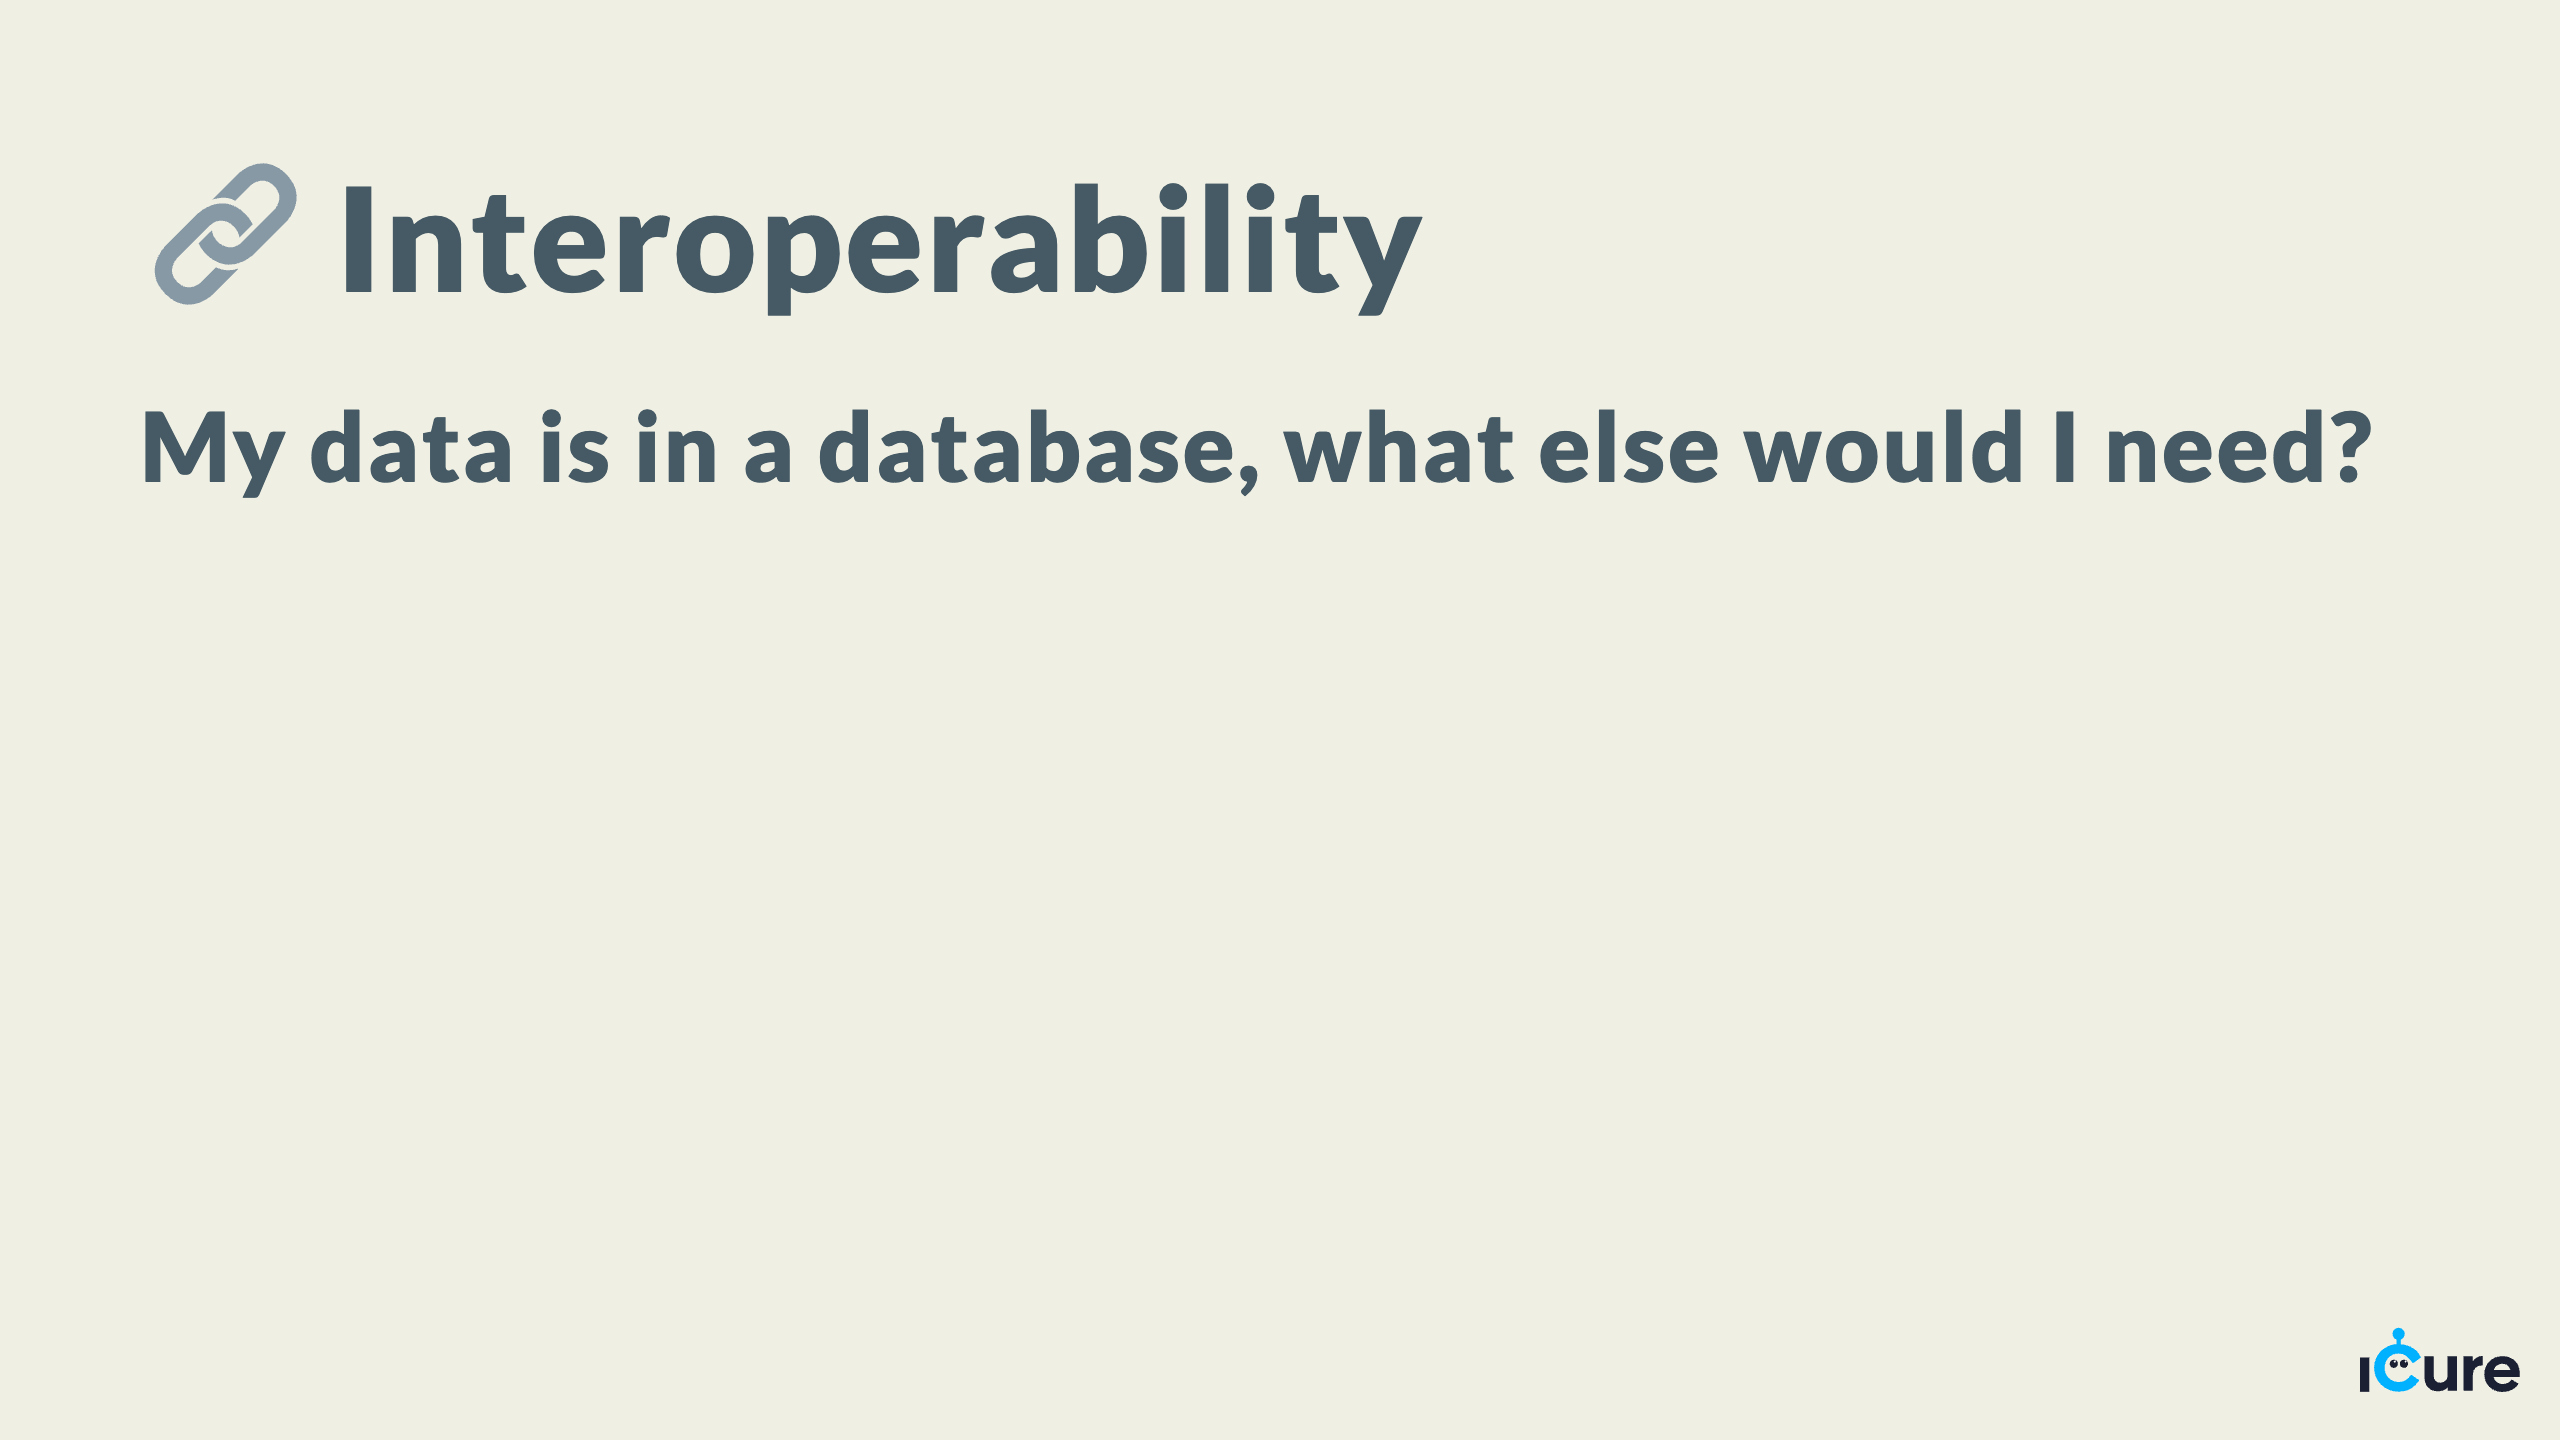 Interoperability
My data is in a database, what else would I need?
iCure